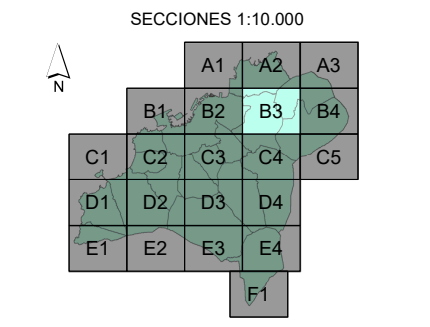 SECCIONES 1:10.000
N
A1 A2 A3
B1 B2 B3 B4
C1 C2 C3 C4 C5
D1 D2 D3 D4
E1 E2 E3 E4
F1